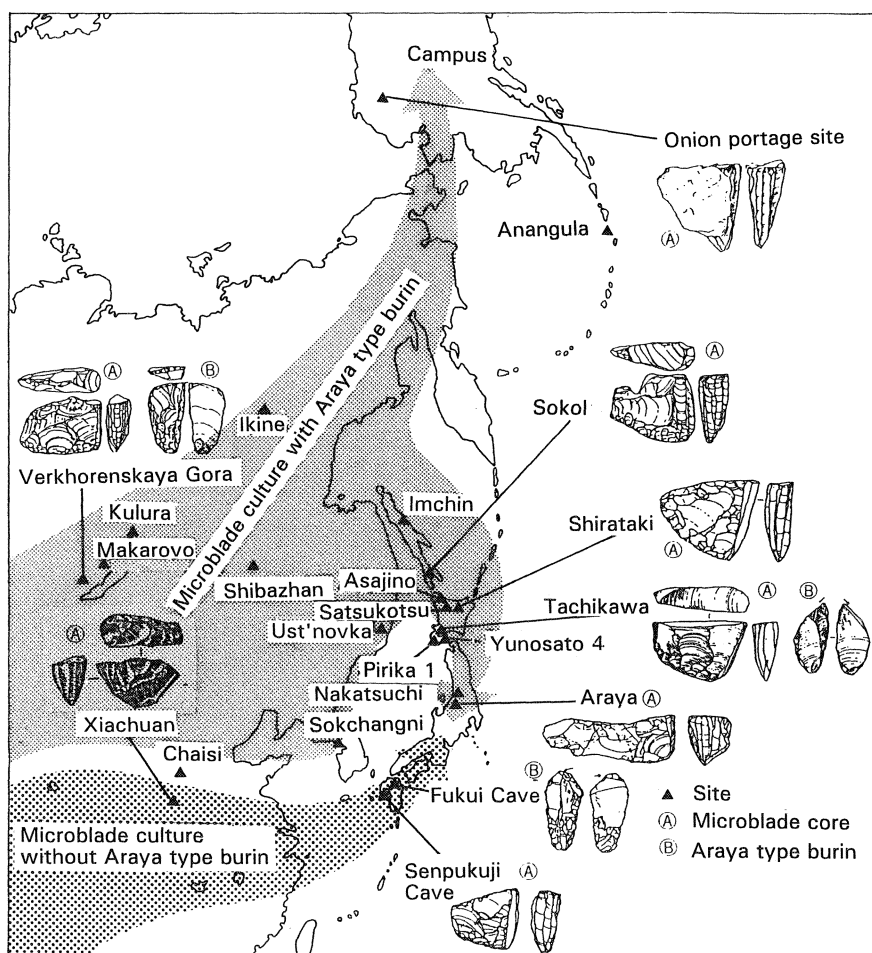 Campus
Onion portage site
Ⓐ
Anangula
Microblade culture with Araya type burin
Ⓐ
Ⓑ
Ikine
Verkhorenskaya Gora
Kulura
Makarovo
Shibazhan
Ⓐ
Sokol
Imchin
Shirataki
Ⓐ
Asajino
Satsukotsu
Tachikawa
Ⓐ
Ⓑ
Ust'novka
Yunosato 4
Pirika 1
Nakatsuchi
Araya Ⓐ
Ⓐ
Xiachuan
Sokchangni
Chaisi
Ⓑ
Fukui Cave
Microblade culture
without Araya type burin
Senpukuji
Cave
Ⓐ
▲ Site
Ⓐ Microblade core
Ⓑ Araya type burin